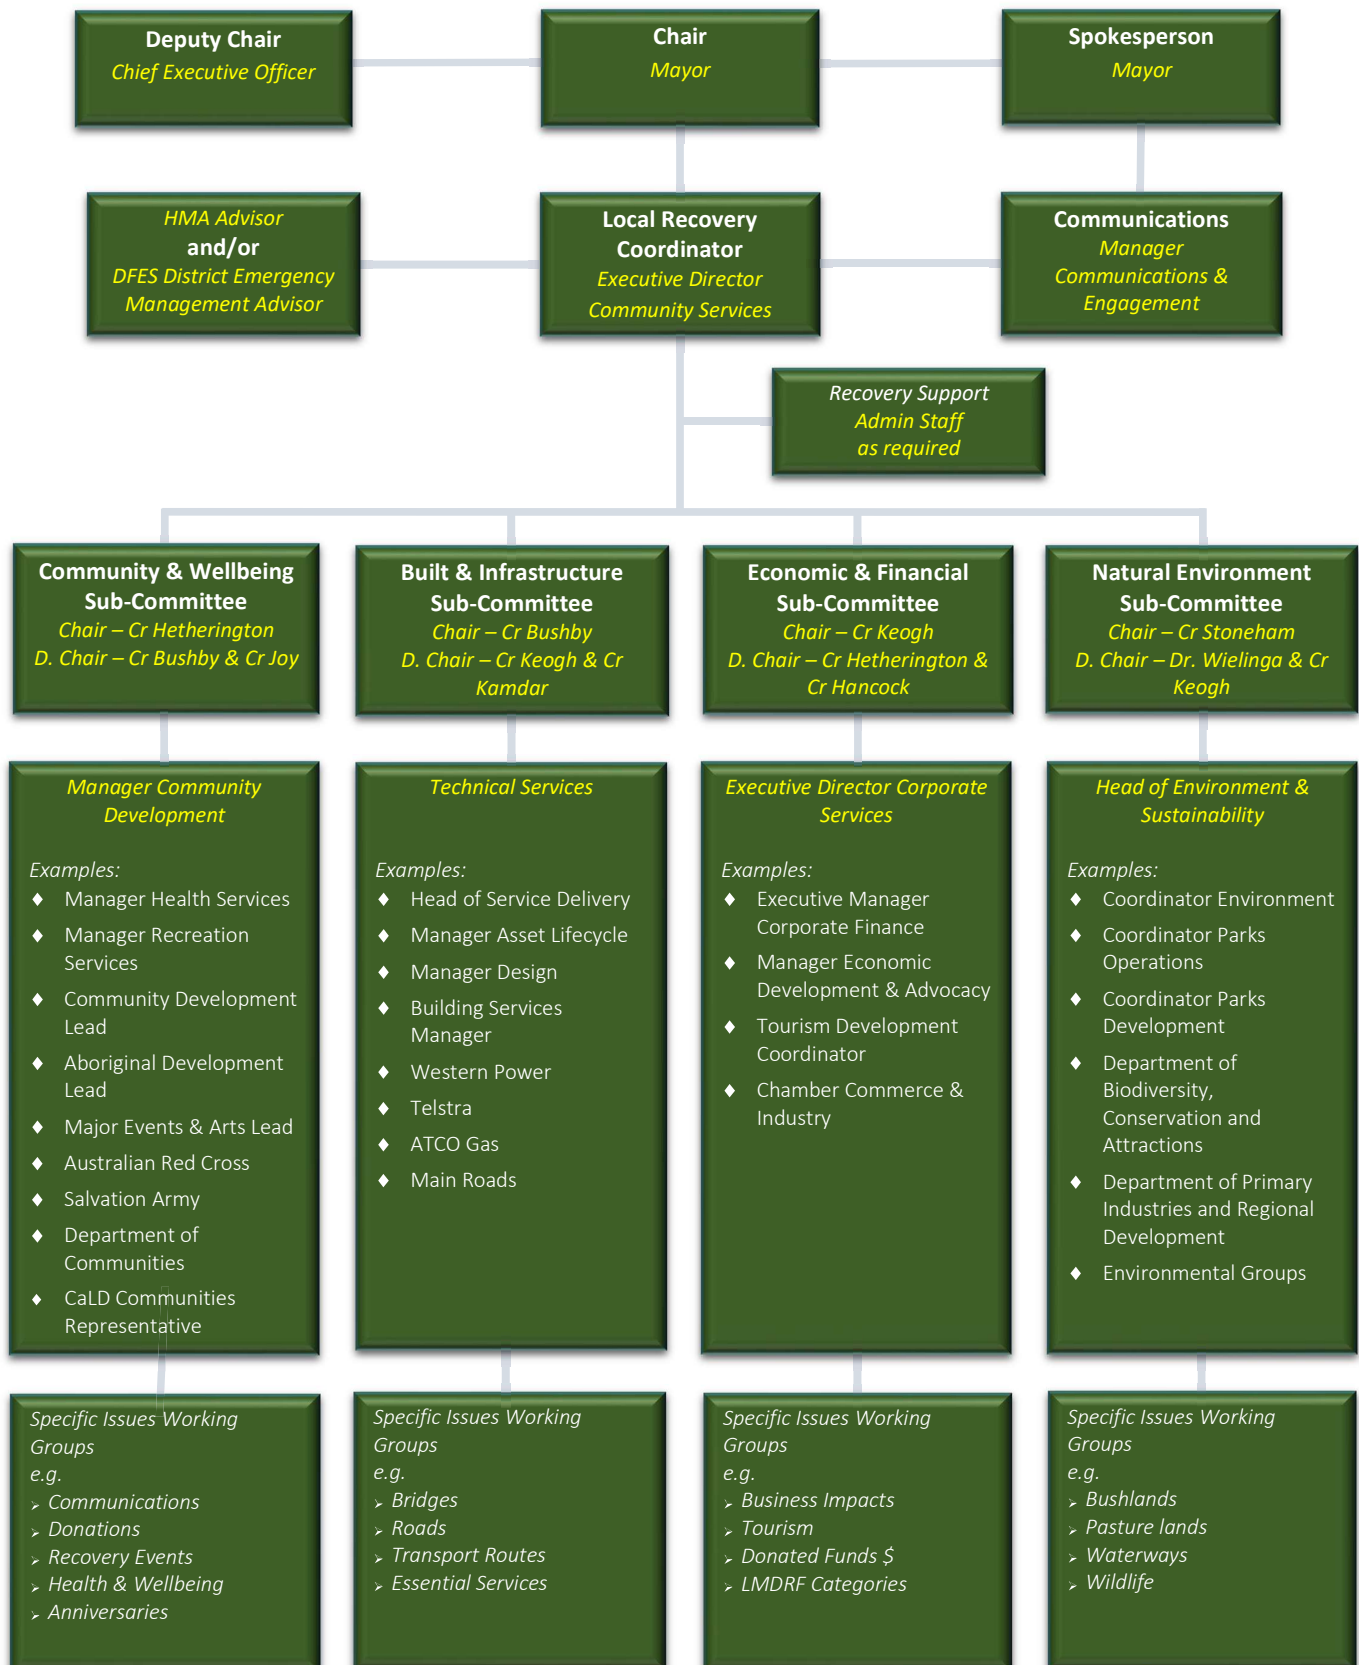 Deputy Chair
Chief Executive Officer
Chair
Mayor
Spokesperson
Mayor
HMA Advisor
and/or
DFES District Emergency
Management Advisor
Local Recovery
Coordinator
Executive Director
Community Services
Communications
Manager
Communications &
Engagement
Recovery Support
Admin Staff
as required
Community & Wellbeing
Sub-Committee
Chair – Cr Hetherington
D. Chair – Cr Bushby & Cr Joy
Built & Infrastructure
Sub-Committee
Chair – Cr Bushby
D. Chair – Cr Keogh & Cr
Kamdar
Economic & Financial
Sub-Committee
Chair – Cr Keogh
D. Chair – Cr Hetherington &
Cr Hancock
Natural Environment
Sub-Committee
Chair – Cr Stoneham
D. Chair – Dr. Wielinga & Cr
Keogh
Manager Community
Development
Examples:
♦ Manager Health Services
♦ Manager Recreation
Services
♦ Community Development
Lead
♦ Aboriginal Development
Lead
♦ Major Events & Arts Lead
♦ Australian Red Cross
♦ Salvation Army
♦ Department of
Communities
♦ CaLD Communities
Representative
Technical Services
Examples:
♦ Head of Service Delivery
♦ Manager Asset Lifecycle
♦ Manager Design
♦ Building Services
Manager
♦ Western Power
♦ Telstra
♦ ATCO Gas
♦ Main Roads
Executive Director Corporate
Services
Examples:
♦ Executive Manager
Corporate Finance
♦ Manager Economic
Development & Advocacy
♦ Tourism Development
Coordinator
♦ Chamber Commerce &
Industry
Head of Environment &
Sustainability
Examples:
♦ Coordinator Environment
♦ Coordinator Parks
Operations
♦ Coordinator Parks
Development
♦ Department of
Biodiversity,
Conservation and
Attractions
♦ Department of Primary
Industries and Regional
Development
♦ Environmental Groups
Specific Issues Working
Groups
e.g.
➢ Communications
➢ Donations
➢ Recovery Events
➢ Health & Wellbeing
➢ Anniversaries
Specific Issues Working
Groups
e.g.
➢ Bridges
➢ Roads
➢ Transport Routes
➢ Essential Services
Specific Issues Working
Groups
e.g.
➢ Business Impacts
➢ Tourism
➢ Donated Funds $
➢ LMDRF Categories
Specific Issues Working
Groups
e.g.
➢ Bushlands
➢ Pasture lands
➢ Waterways
➢ Wildlife